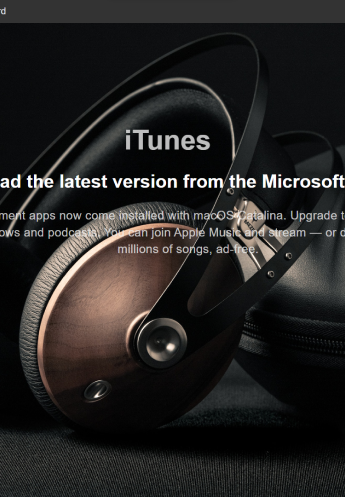 rd
iTunes
ad the latest version from the Microsoft
ment apps now come installed with macOS Catalina. Upgrade t
ows and podcasts. You can join Apple Music and stream — or d
millions of songs, ad-free.